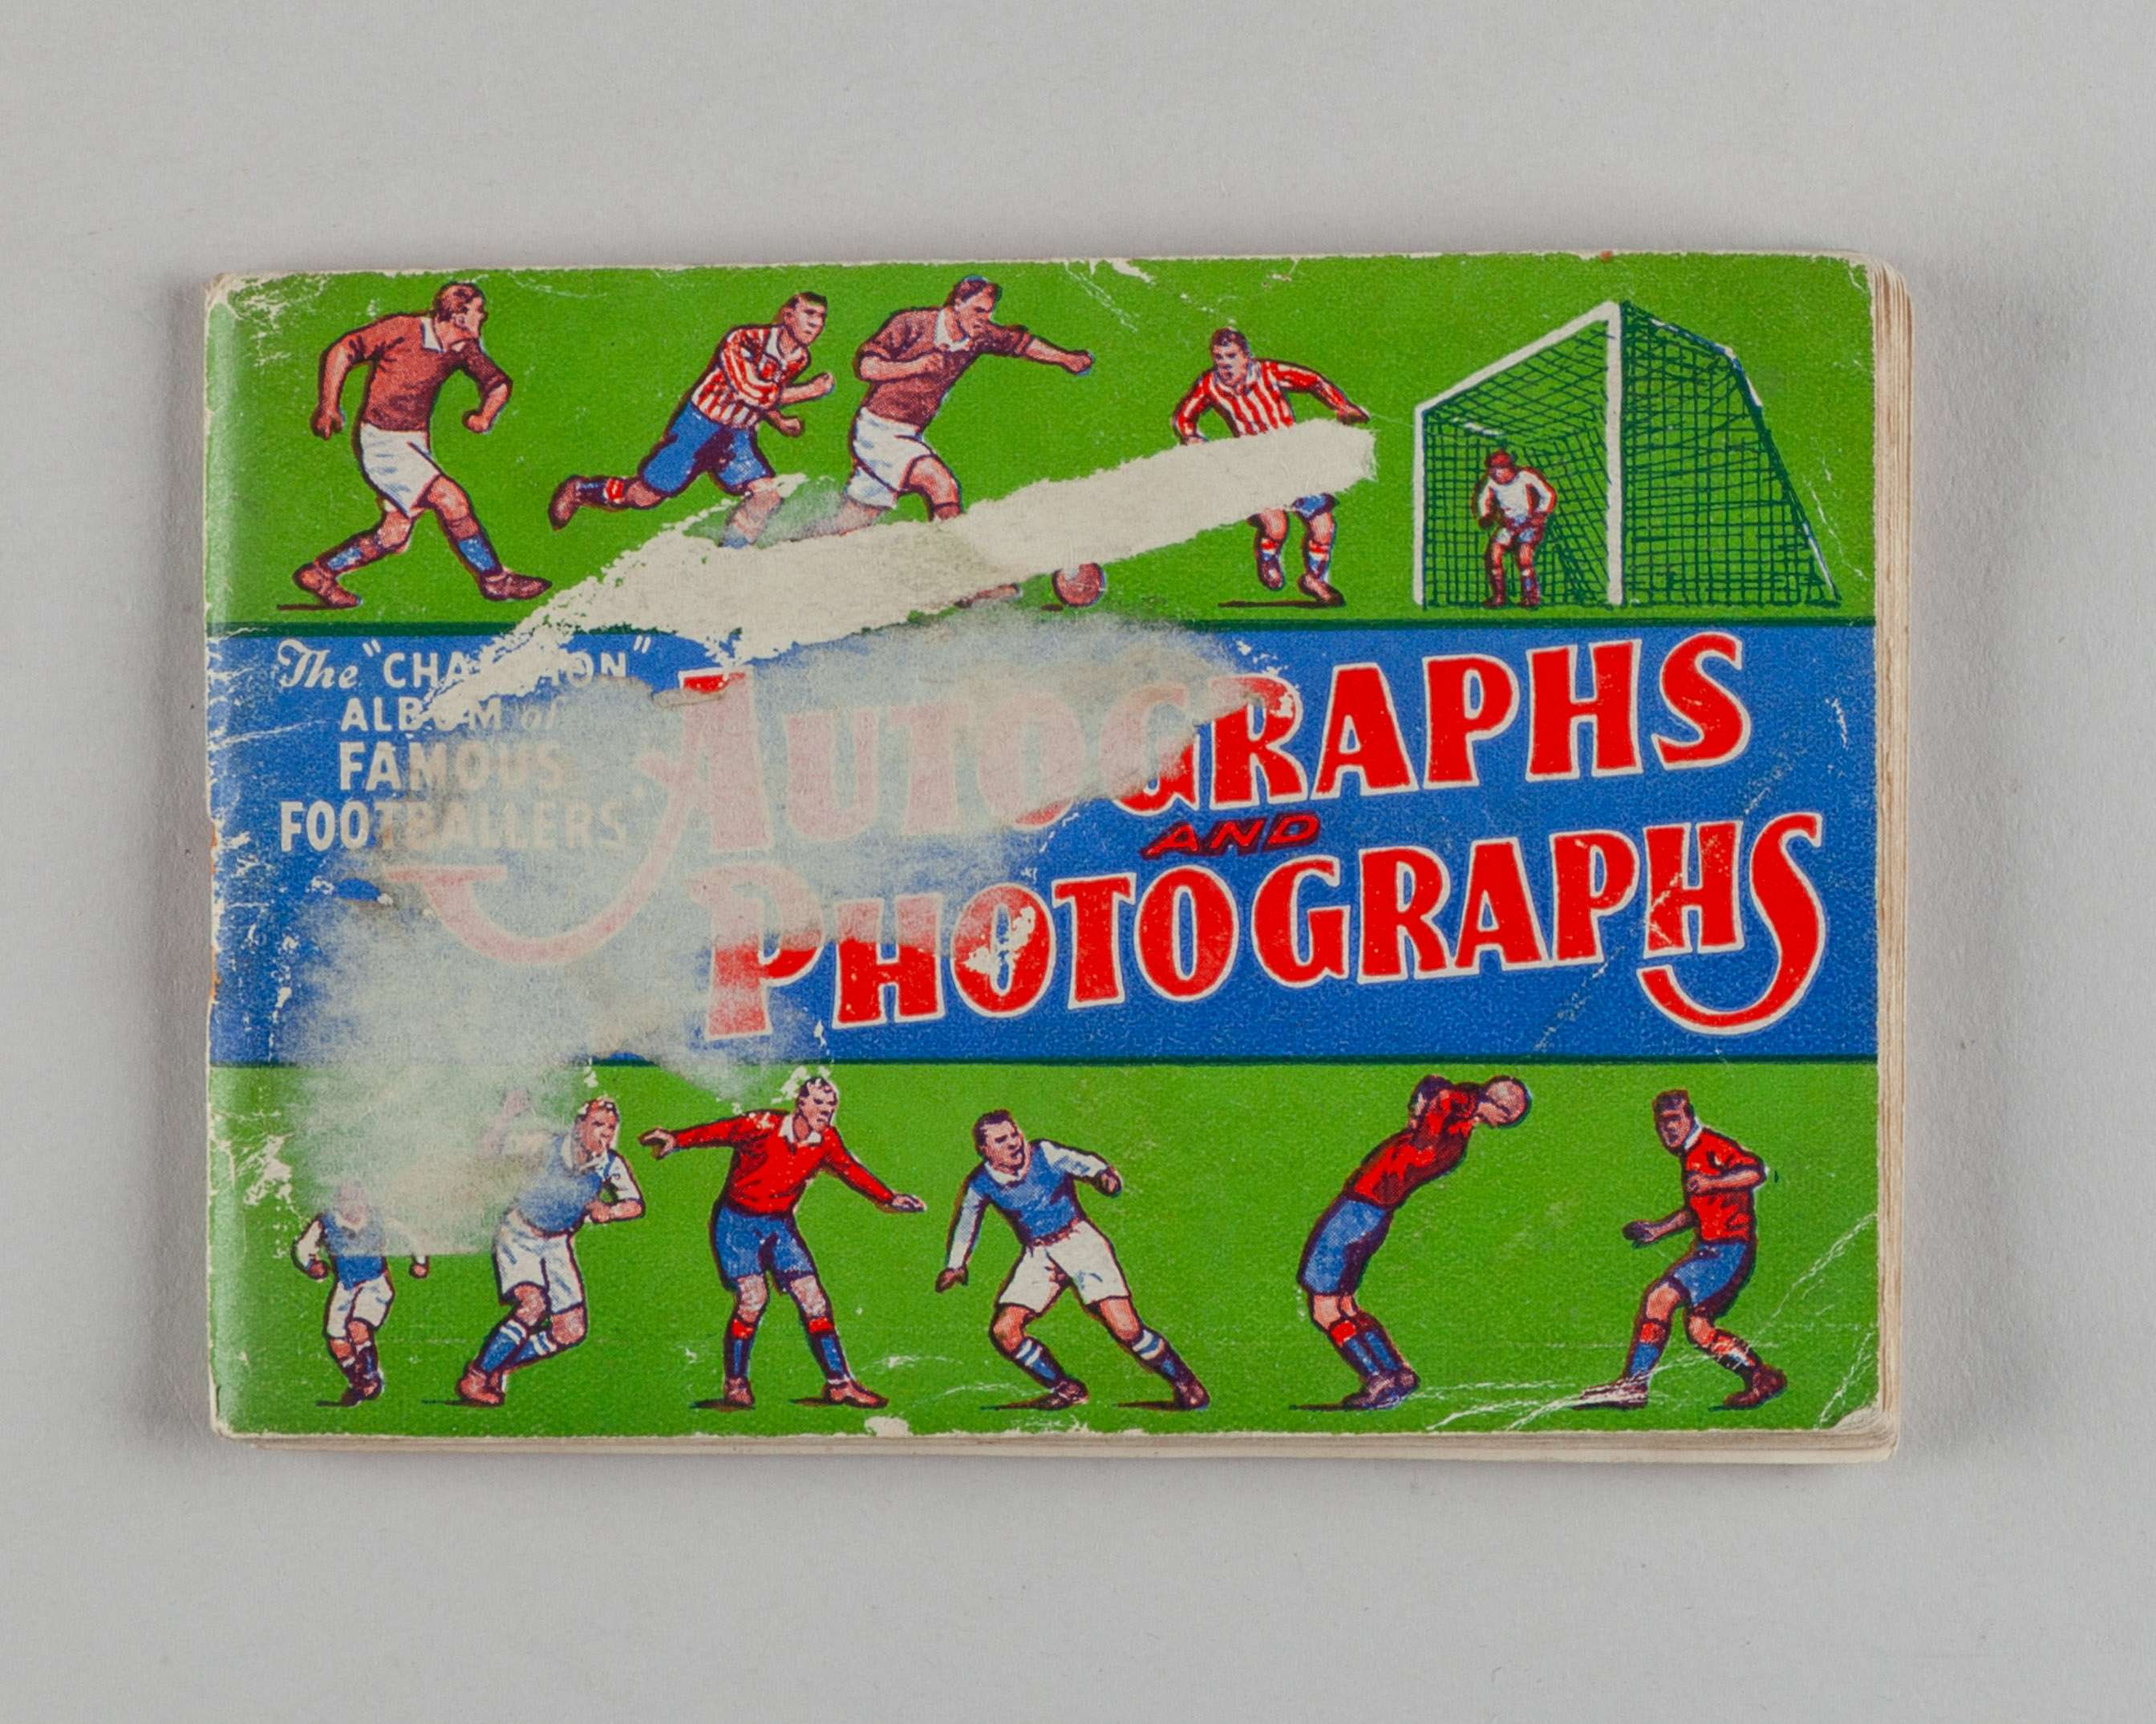 The "CHAMPION"
ALBUM of
FAMOUS
FOOTBALLERS'
AUTOGRAPHS
AND
PHOTOGRAPHS